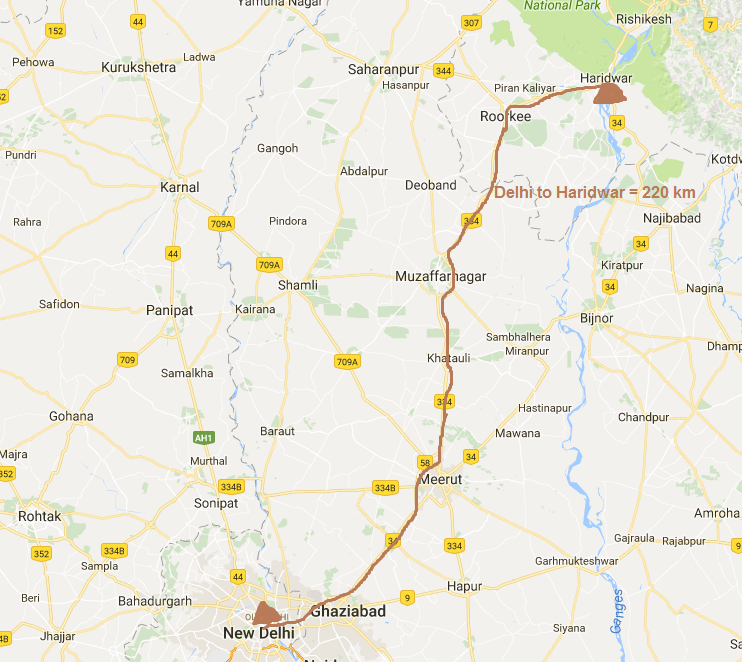 Yamuna Nagar
National Park
Rishikesh
44
307
152
7
Pehowa
Ladwa
Kurukshetra
Saharanpur
344
Haridwar
Hasanpur
Piran Kaliyar
52
Roorkee
34
Pundri
Gangoh
Kotdw
Abdalpur
Karnal
Deoband
Delhi to Haridwar = 220 km
Najibabad
Rahra
709A
Pindora
34
44
709A
Kiratpur
Muzaffarnagar
Shamli
34
Nagina
Safidon
Panipat
Kairana
Bijnor
Sambhalhera
Dhamp
709
Khatauli
Miranpur
709A
Samalkha
334
Hastinapur
Gohana
Chandpur
Baraut
Mawana
AH1
Majra
Murthal
58
34
352
334B
334B
Meerut
Sonipat
Rohtak
Amroha
352
334B
334
Gajraula
Rajabpur
9
Sampla
Garhmukteshwar
44
Beri
Bahadurgarh
Hapur
9
Ghaziabad
Ganges
Siyana
New Delhi
Jhajjar